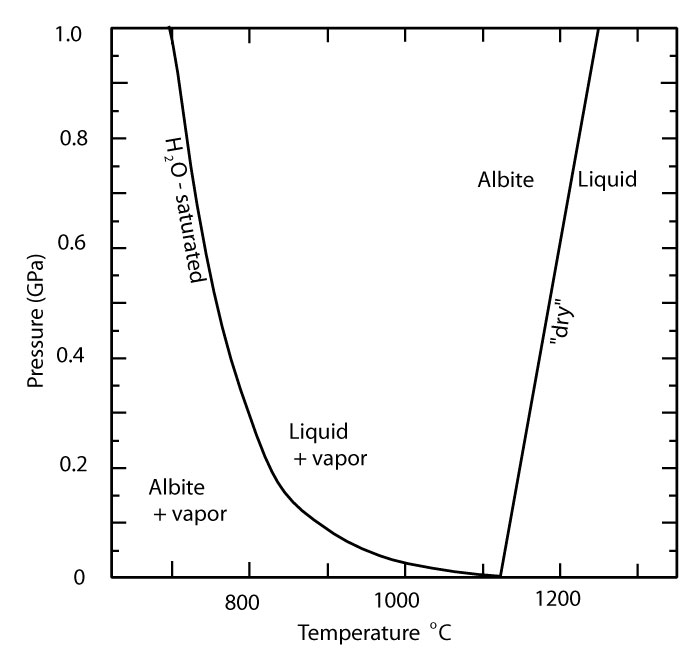 1.0
0.8
H₂O - saturated
Albite
Liquid
0.6
Pressure (GPa)
"dry"
0.4
Liquid
+ vapor
0.2
Albite
+ vapor
0
800
1000
1200
Temperature °C